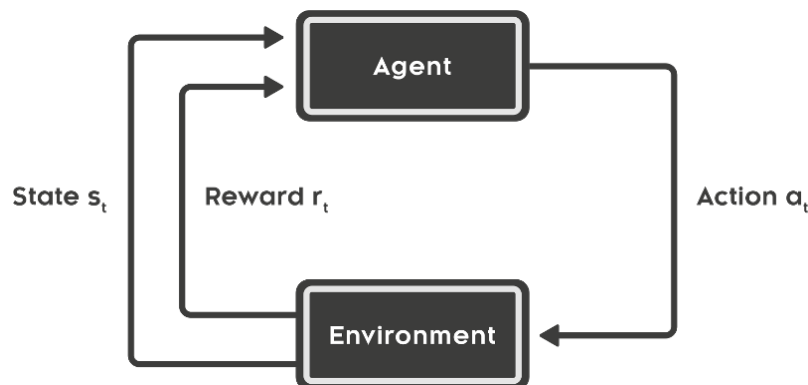 Agent
State sₜ
Reward rₜ
Action aₜ
Environment